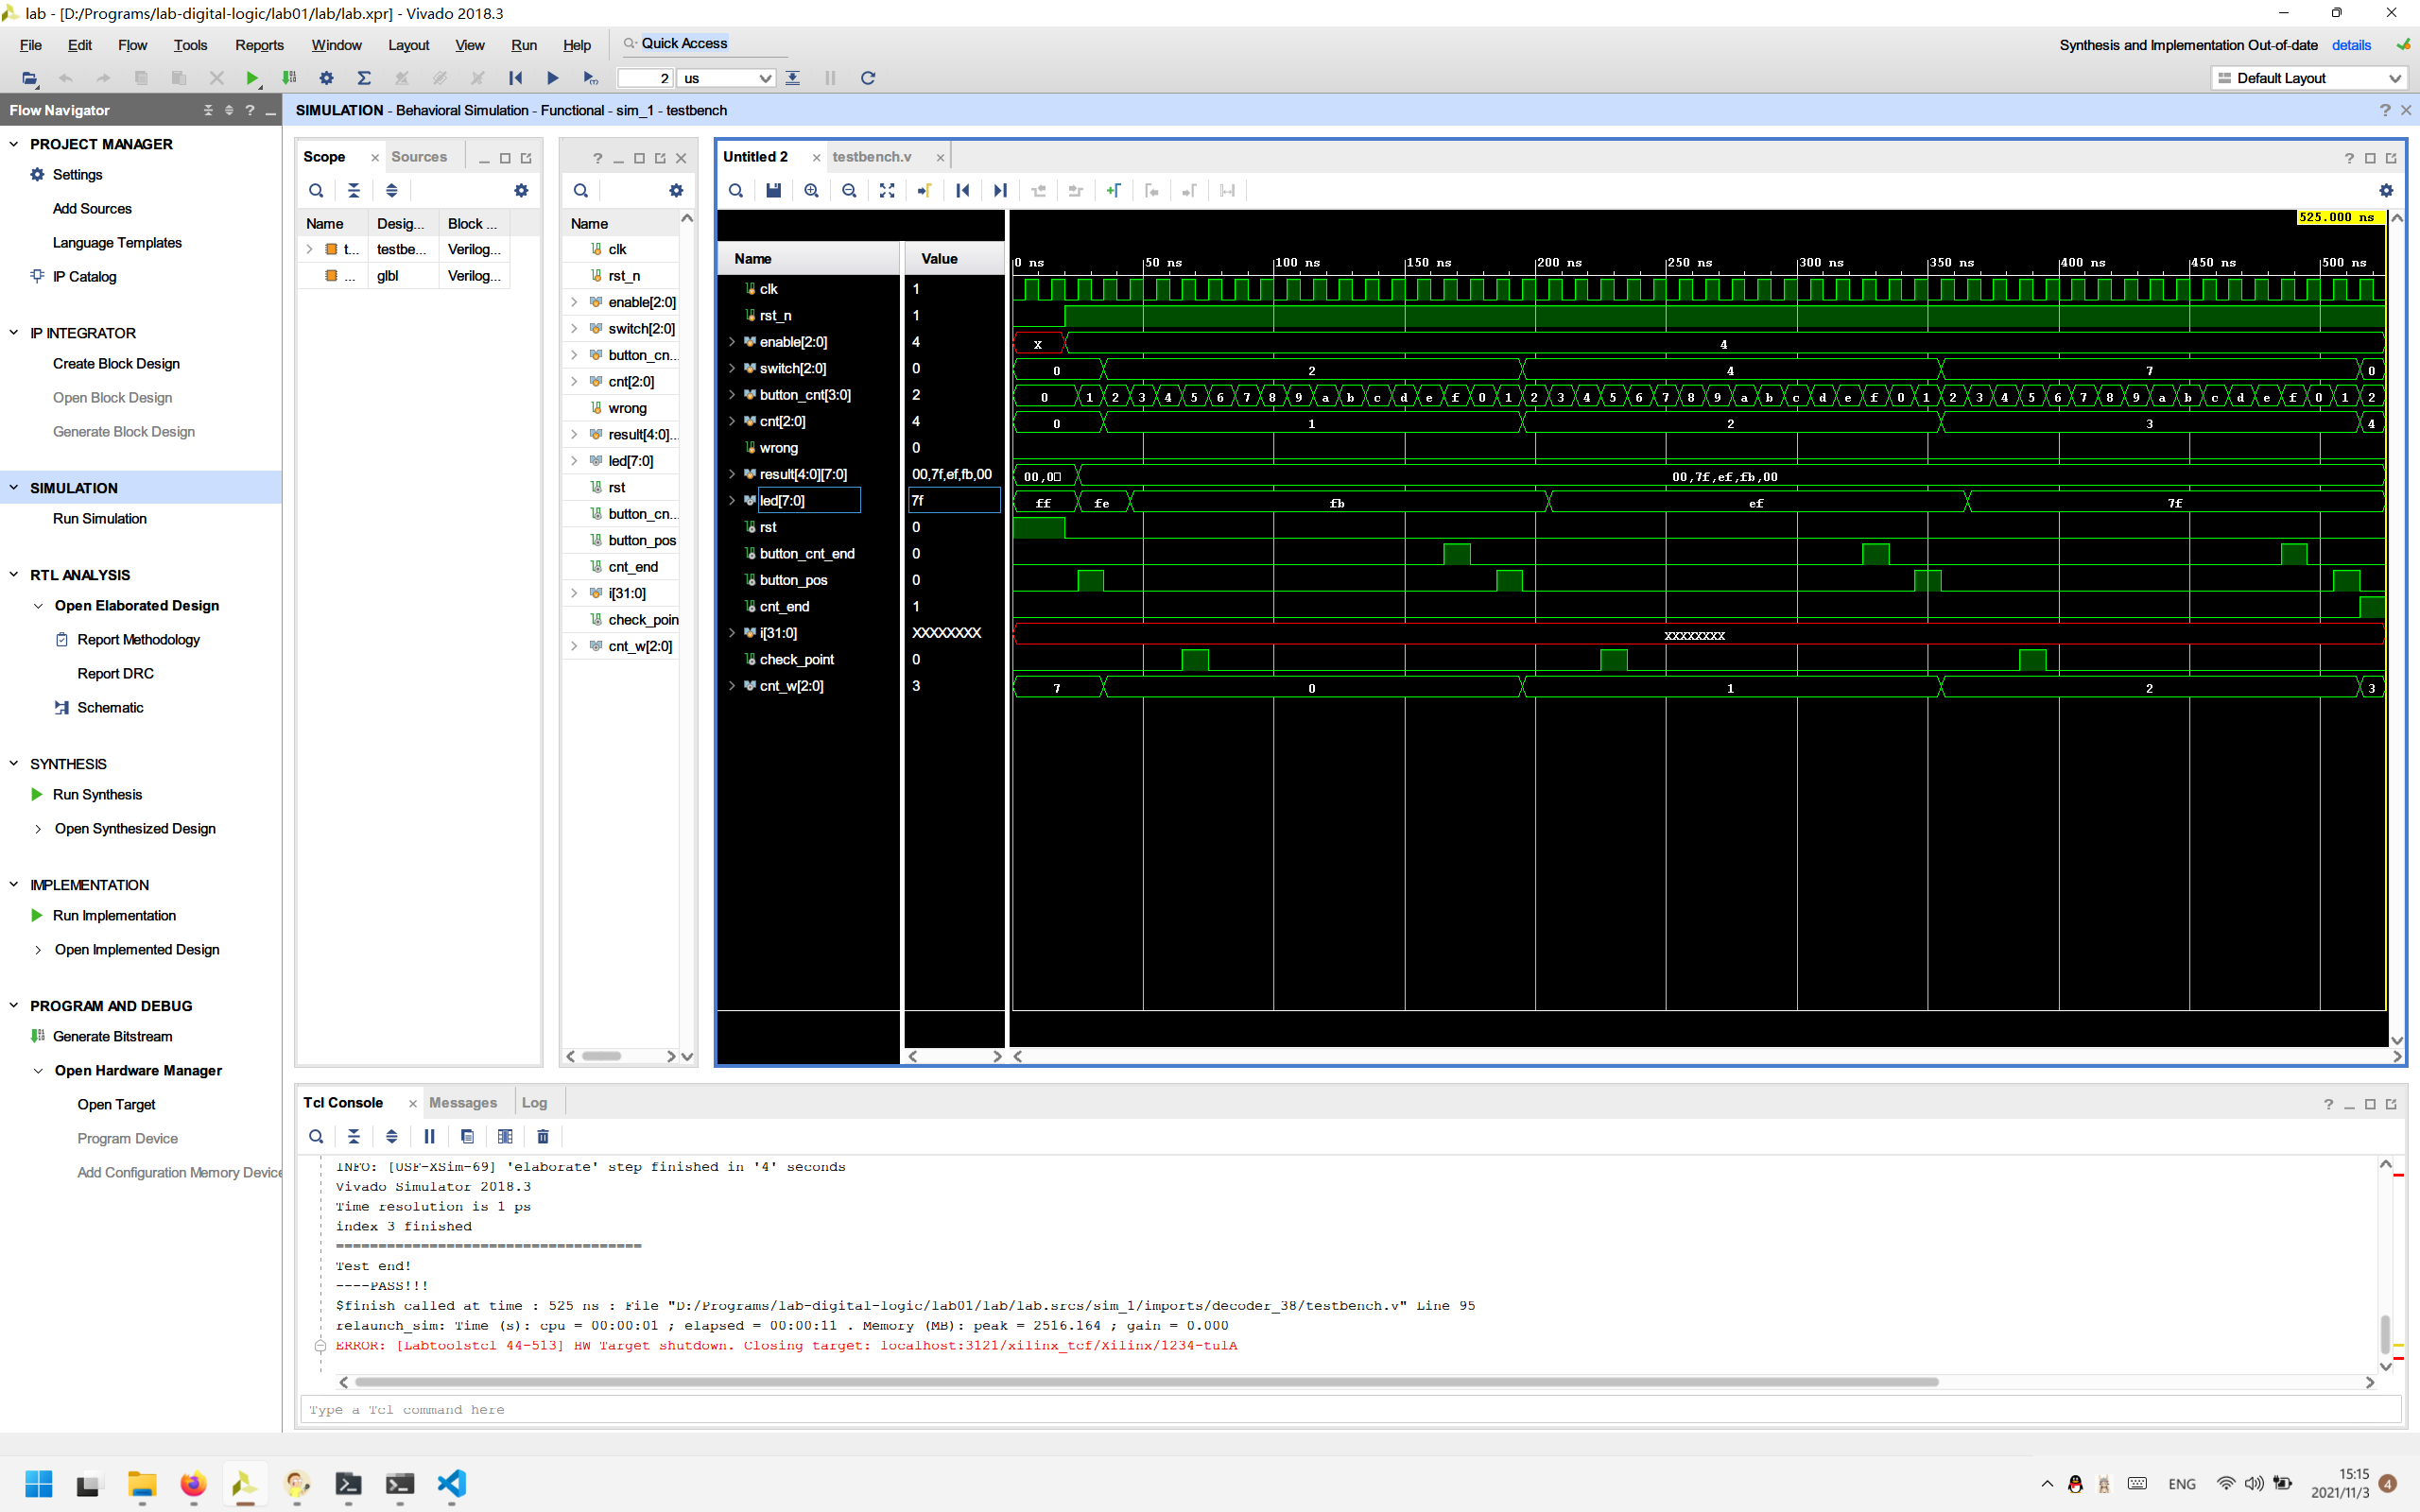 lab - [D:/Programs/lab-digital-logic/lab01/lab/lab.xpr] - Vivado 2018.3
File Edit Flow Tools Reports Window Layout View Run Help Quick Access
Synthesis and Implementation Out-of-date details
2 us
Default Layout
Flow Navigator
SIMULATION - Behavioral Simulation - Functional - sim_1 - testbench
PROJECT MANAGER
Settings
Add Sources
Language Templates
IP Catalog
IP INTEGRATOR
Create Block Design
Open Block Design
Generate Block Design
SIMULATION
Run Simulation
RTL ANALYSIS
Open Elaborated Design
Report Methodology
Report DRC
Schematic
SYNTHESIS
Run Synthesis
Open Synthesized Design
IMPLEMENTATION
Run Implementation
Open Implemented Design
PROGRAM AND DEBUG
Generate Bitstream
Open Hardware Manager
Open Target
Program Device
Add Configuration Memory Device
Scope Sources
Name Desig... Block ...
t... testbe... Verilog...
... glbl Verilog...
Name
clk
rst_n
enable[2:0]
switch[2:0]
button_cn...
cnt[2:0]
wrong
result[4:0]...
led[7:0]
rst
button_cn...
button_pos
cnt_end
i[31:0]
check_poin
cnt_w[2:0]
Untitled 2 testbench.v
525.000 ns
Name Value
0 ns 50 ns 100 ns 150 ns 200 ns 250 ns 300 ns 350 ns 400 ns 450 ns 500 ns
clk 1
rst_n 1
enable[2:0] 4 X 4
switch[2:0] 0 0 2 4 7 0
button_cnt[3:0] 2 0 1 2 3 4 5 6 7 8 9 a b c d e f 0 1 2 3 4 5 6 7 8 9 a b c d e f 0 1 2 3 4 5 6 7 8 9 a b c d e f 0 1 2
cnt[2:0] 4 0 1 2 3 4
wrong 0
result[4:0][7:0] 00,7f,ef,fb,00 00,0□ 00,7f,ef,fb,00
led[7:0] 7f ff fe fb ef 7f
rst 0
button_cnt_end 0
button_pos 0
cnt_end 1
i[31:0] XXXXXXXX XXXXXXXX
check_point 0
cnt_w[2:0] 3 7 0 1 2 3
Tcl Console Messages Log
INFO: [USF-XSim-69] 'elaborate' step finished in '4' seconds
Vivado Simulator 2018.3
Time resolution is 1 ps
index 3 finished
====================================
Test end!
----PASS!!!
$finish called at time : 525 ns : File "D:/Programs/lab-digital-logic/lab01/lab/lab.srcs/sim_1/imports/decoder_38/testbench.v" Line 95
relaunch_sim: Time (s): cpu = 00:00:01 ; elapsed = 00:00:11 . Memory (MB): peak = 2516.164 ; gain = 0.000
ERROR: [Labtoolstcl 44-513] HW Target shutdown. Closing target: localhost:3121/xilinx_tcf/Xilinx/1234-tulA
Type a Tcl command here
ENG
15:15
2021/11/3
4